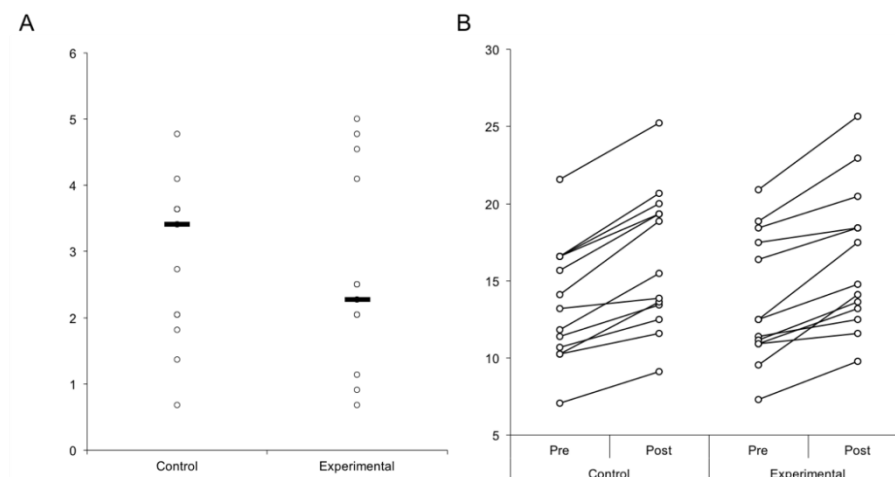 A
B
6
5
4
3
2
1
0
Control
Experimental
30
25
20
15
10
5
Pre
Post
Pre
Post
Control
Experimental